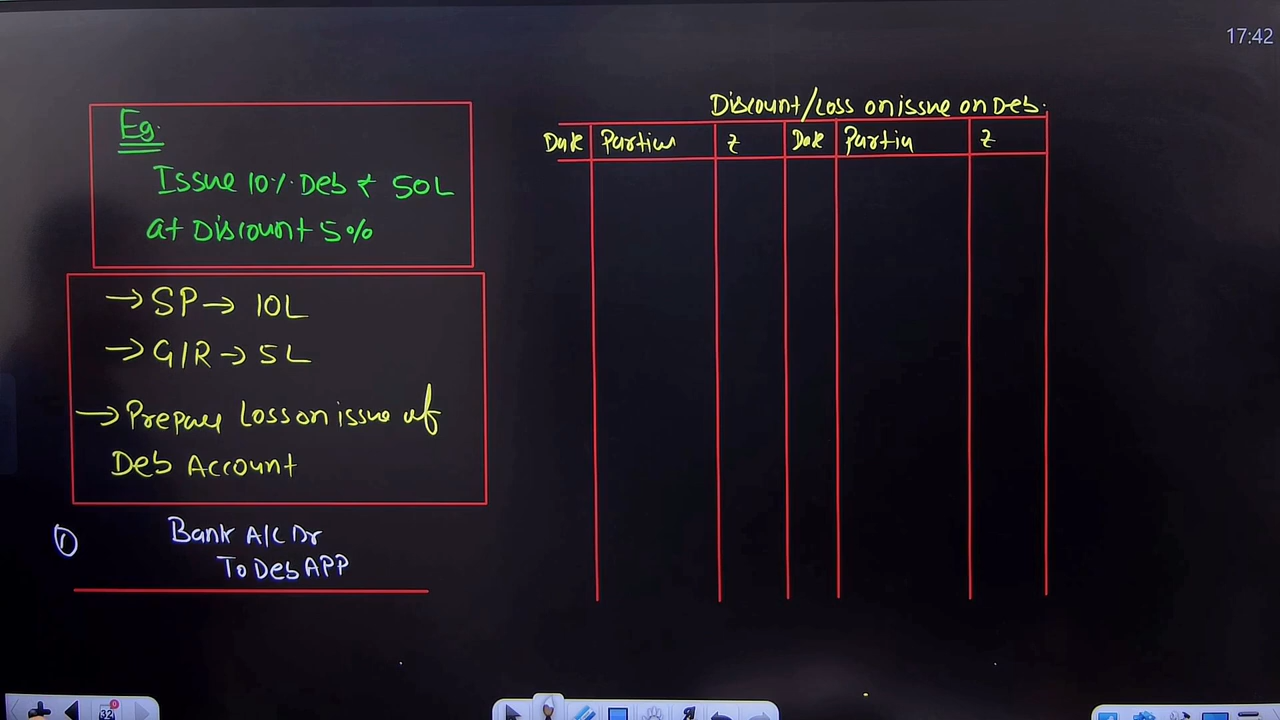 17:42
Eg.
Issue 10%. Deb ₹ 50L
at Discount 5%
→ SP → 10L
→ G/R → 5L
→ Prepare Loss on issue of
Deb Account
① Bank A/C Dr
To Deb APP
Discount/Loss on issue on Deb.
Date Particu ₹ Date Particu ₹
32